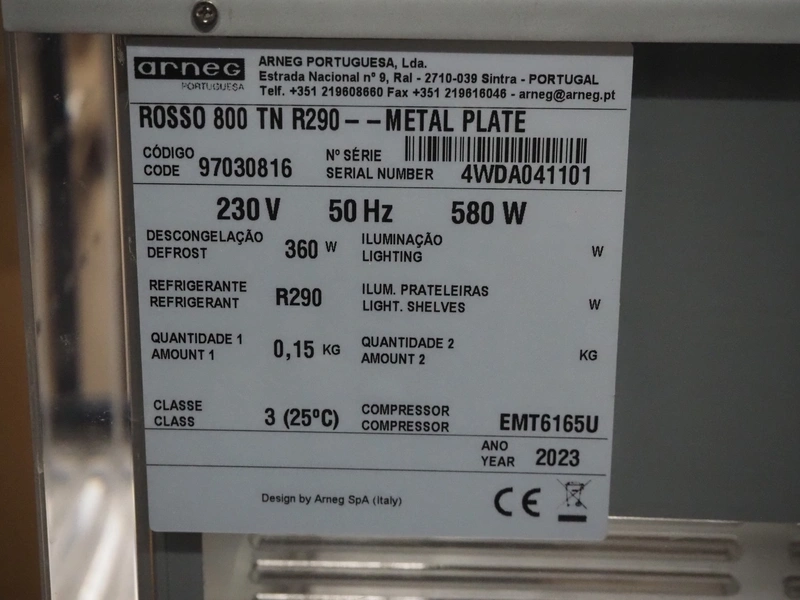 arneg
PORTUGUESA
ARNEG PORTUGUESA, Lda.
Estrada Nacional nº 9, Ral - 2710-039 Sintra - PORTUGAL
Telf. +351 219608660 Fax +351 219616046 - arneg@arneg.pt
ROSSO 800 TN R290 - - METAL PLATE
CÓDIGO
CODE 97030816
Nº SÉRIE
SERIAL NUMBER 4WDA041101
230 V 50 Hz 580 W
DESCONGELAÇÃO
DEFROST 360 W
ILUMINAÇÃO
LIGHTING W
REFRIGERANTE
REFRIGERANT R290
ILUM. PRATELEIRAS
LIGHT. SHELVES W
QUANTIDADE 1
AMOUNT 1 0,15 KG
QUANTIDADE 2
AMOUNT 2 KG
CLASSE
CLASS 3 (25ºC)
COMPRESSOR
COMPRESSOR EMT6165U
ANO
YEAR 2023
Design by Arneg SpA (Italy)
CE